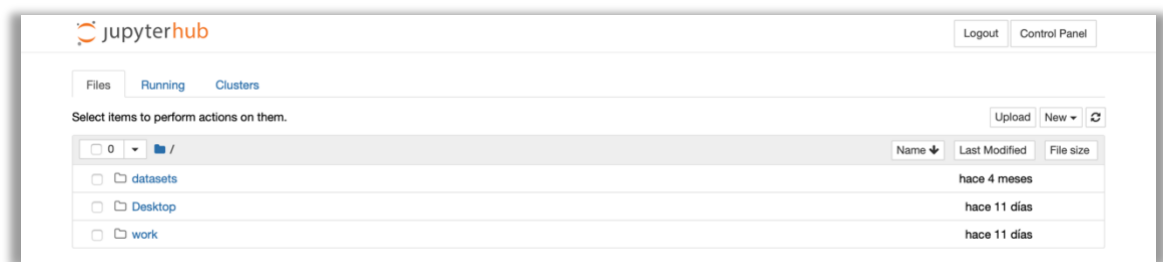 jupyterhub
Logout Control Panel
Files Running Clusters
Select items to perform actions on them.
Upload New
0 /
Name Last Modified File size
datasets hace 4 meses
Desktop hace 11 días
work hace 11 días